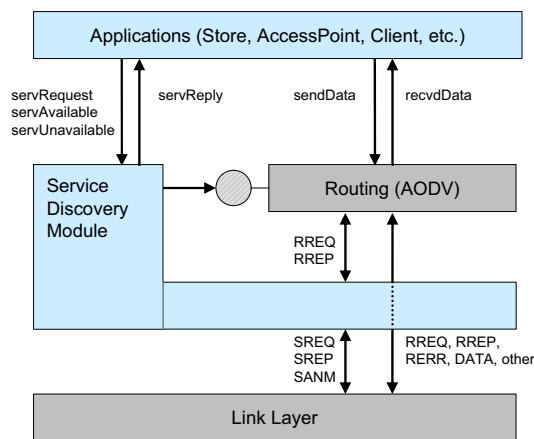 Applications (Store, AccessPoint, Client, etc.)
servRequest
servAvailable
servUnavailable
servReply
sendData
recvdData
Service
Discovery
Module
Routing (AODV)
RREQ
RREP
SREQ
SREP
SANM
RREQ, RREP,
RERR, DATA, other
Link Layer